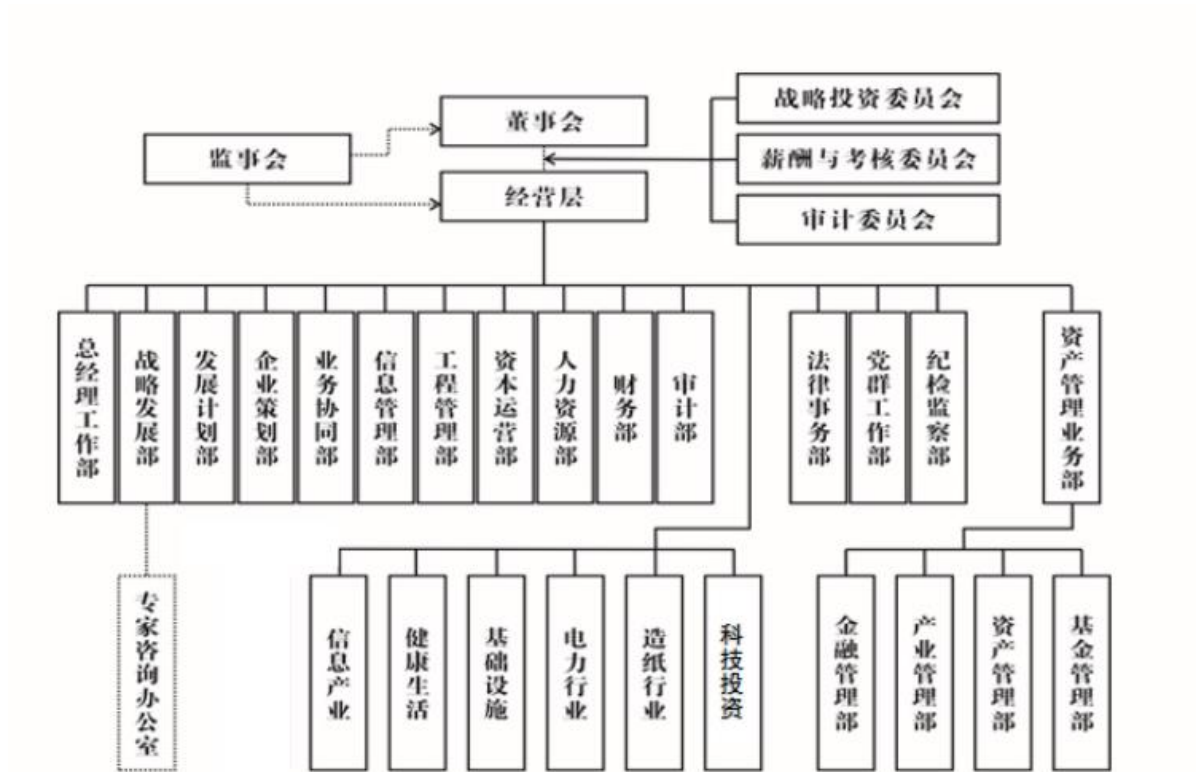 战略投资委员会
董事会
监事会
薪酬与考核委员会
经营层
审计委员会
总经理工作部
战略发展部
发展计划部
企业策划部
业务协同部
信息管理部
工程管理部
资本运营部
人力资源部
财务部
审计部
法律事务部
党群工作部
纪检监察部
资产管理业务部
专家咨询办公室
信息产业
健康生活
基础设施
电力行业
造纸行业
科技投资
金融管理部
产业管理部
资产管理部
基金管理部